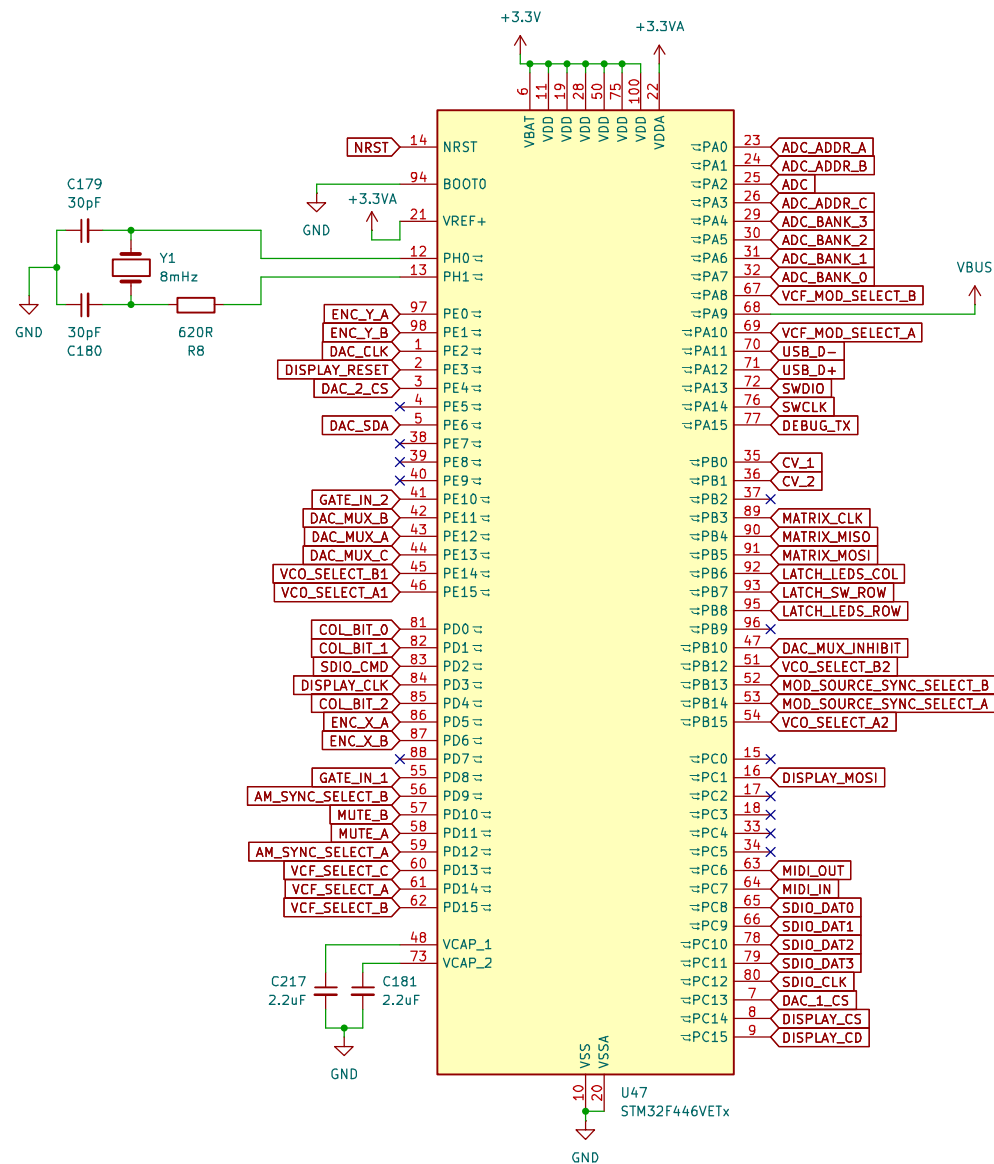 +3.3V
+3.3VA
6 11 19 28 50 75 100 22
VBAT VDD VDD VDD VDD VDD VDD VDDA
NRST 14 NRST
BOOT0 94
+3.3VA
GND
VREF+ 21
C179
30pF
Y1
8mHz
12 PH0
13 PH1
GND
30pF
C180
620R
R8
ENC_Y_A 97 PE0
ENC_Y_B 98 PE1
DAC_CLK 1 PE2
DISPLAY_RESET 2 PE3
DAC_2_CS 3 PE4
4 PE5
DAC_SDA 5 PE6
38 PE7
39 PE8
40 PE9
GATE_IN_2 41 PE10
DAC_MUX_B 42 PE11
DAC_MUX_A 43 PE12
DAC_MUX_C 44 PE13
VCO_SELECT_B1 45 PE14
VCO_SELECT_A1 46 PE15
COL_BIT_0 81 PD0
COL_BIT_1 82 PD1
SDIO_CMD 83 PD2
DISPLAY_CLK 84 PD3
COL_BIT_2 85 PD4
ENC_X_A 86 PD5
ENC_X_B 87 PD6
88 PD7
GATE_IN_1 55 PD8
AM_SYNC_SELECT_B 56 PD9
MUTE_B 57 PD10
MUTE_A 58 PD11
AM_SYNC_SELECT_A 59 PD12
VCF_SELECT_C 60 PD13
VCF_SELECT_A 61 PD14
VCF_SELECT_B 62 PD15
48 VCAP_1
73 VCAP_2
C217
2.2uF
C181
2.2uF
GND
PA0 23 ADC_ADDR_A
PA1 24 ADC_ADDR_B
PA2 25 ADC
PA3 26 ADC_ADDR_C
PA4 29 ADC_BANK_3
PA5 30 ADC_BANK_2
PA6 31 ADC_BANK_1
PA7 32 ADC_BANK_0
PA8 67 VCF_MOD_SELECT_B
PA9 68
VBUS
PA10 69 VCF_MOD_SELECT_A
PA11 70 USB_D-
PA12 71 USB_D+
PA13 72 SWDIO
PA14 76 SWCLK
PA15 77 DEBUG_TX
PB0 35 CV_1
PB1 36 CV_2
PB2 37
PB3 89 MATRIX_CLK
PB4 90 MATRIX_MISO
PB5 91 MATRIX_MOSI
PB6 92 LATCH_LEDS_COL
PB7 93 LATCH_SW_ROW
PB8 95 LATCH_LEDS_ROW
PB9 96
PB10 47 DAC_MUX_INHIBIT
PB12 51 VCO_SELECT_B2
PB13 52 MOD_SOURCE_SYNC_SELECT_B
PB14 53 MOD_SOURCE_SYNC_SELECT_A
PB15 54 VCO_SELECT_A2
PC0 15
PC1 16 DISPLAY_MOSI
PC2 17
PC3 18
PC4 33
PC5 34
PC6 63 MIDI_OUT
PC7 64 MIDI_IN
PC8 65 SDIO_DAT0
PC9 66 SDIO_DAT1
PC10 78 SDIO_DAT2
PC11 79 SDIO_DAT3
PC12 80 SDIO_CLK
PC13 7 DAC_1_CS
PC14 8 DISPLAY_CS
PC15 9 DISPLAY_CD
VSS VSSA
10 20
U47
STM32F446VETx
GND